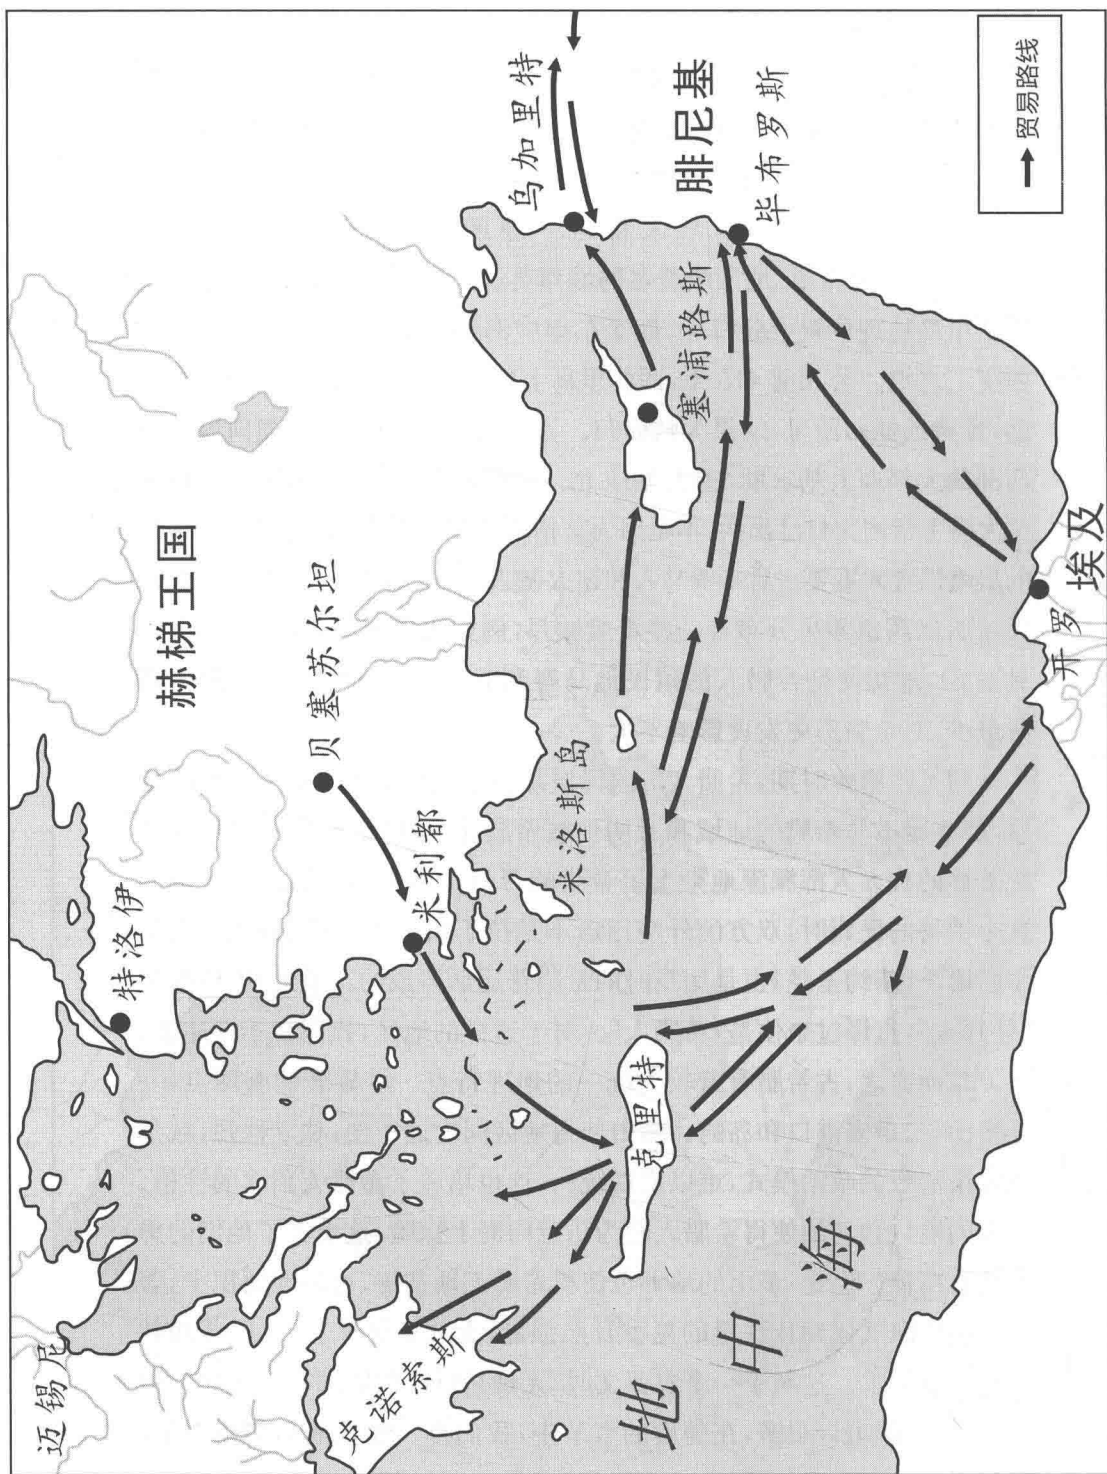 迈锡尼
克诺索斯
特洛伊
赫梯王国
贝塞苏尔坦
米利都
米洛斯岛
克里特
地中海
塞浦路斯
乌加里特
腓尼基
毕布罗斯
开罗
埃及
贸易路线